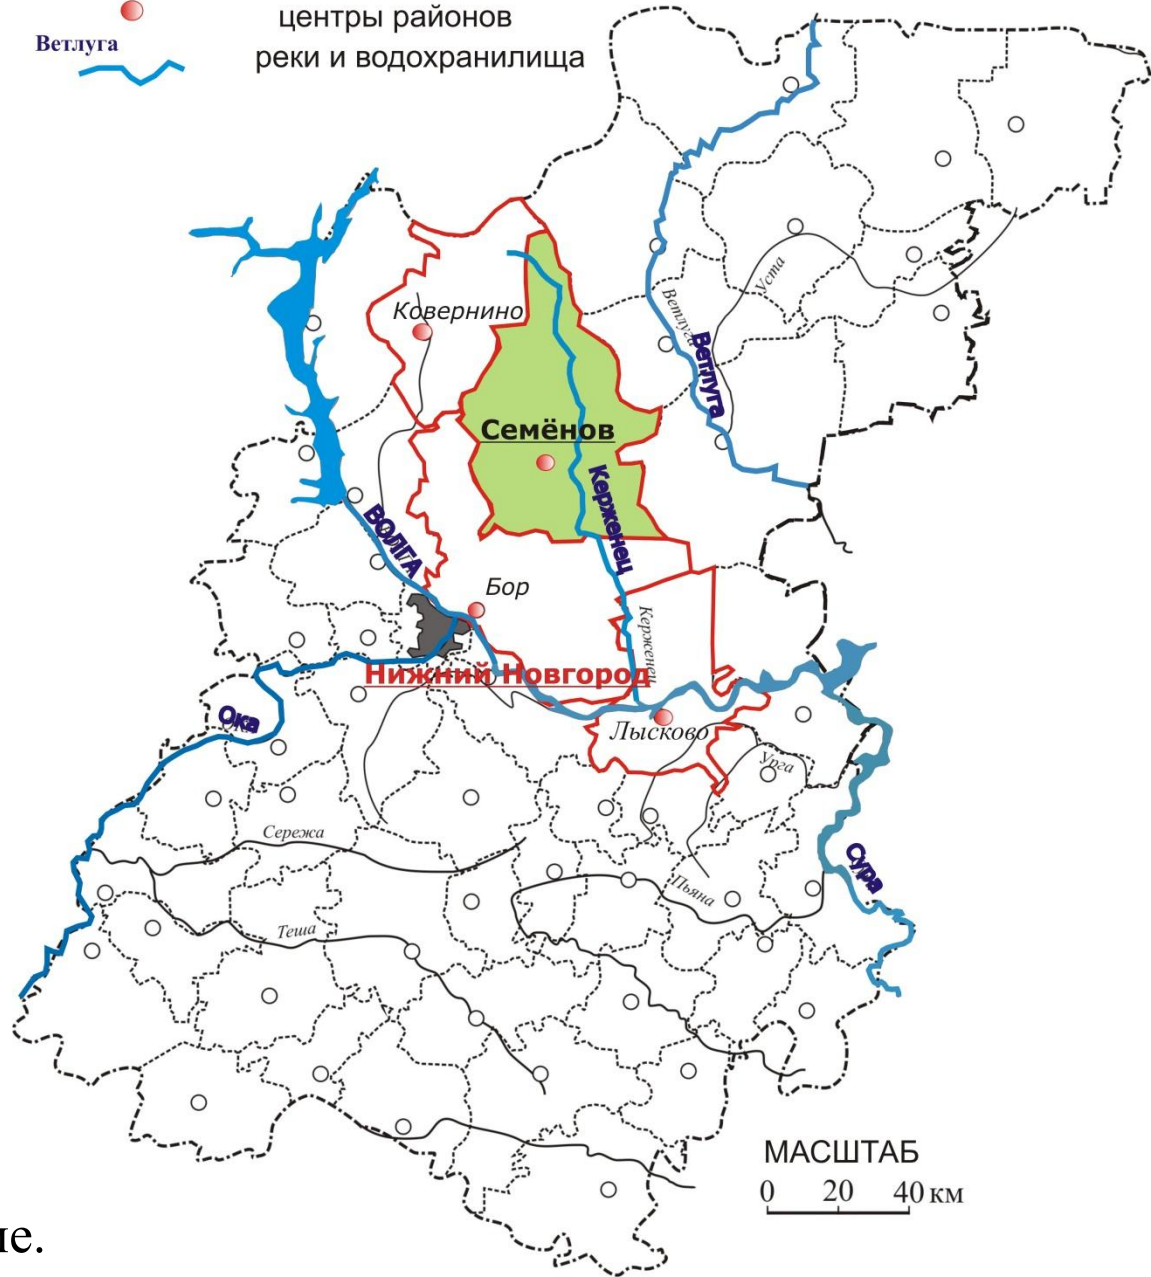 центры районов
Ветлуга
реки и водохранилища
Ковернино
Уста
Ветлуга
Ветлуга
Семёнов
Керженец
ВОЛГА
Бор
Керженец
Нижний Новгород
Ока
Лысково
Урга
Сережа
Сура
Пьяна
Теша
МАСШТАБ
0 20 40 км